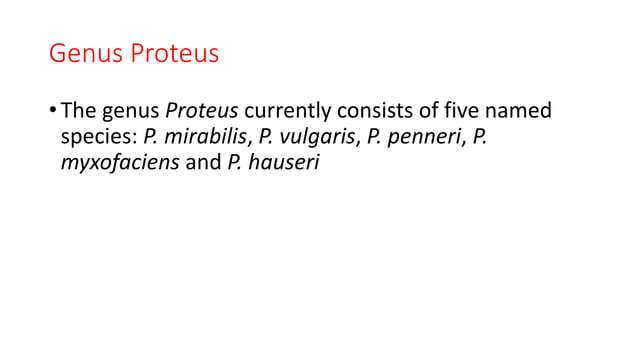 Genus Proteus
• The genus Proteus currently consists of five named
species: P. mirabilis, P. vulgaris, P. penneri, P.
myxofaciens and P. hauseri